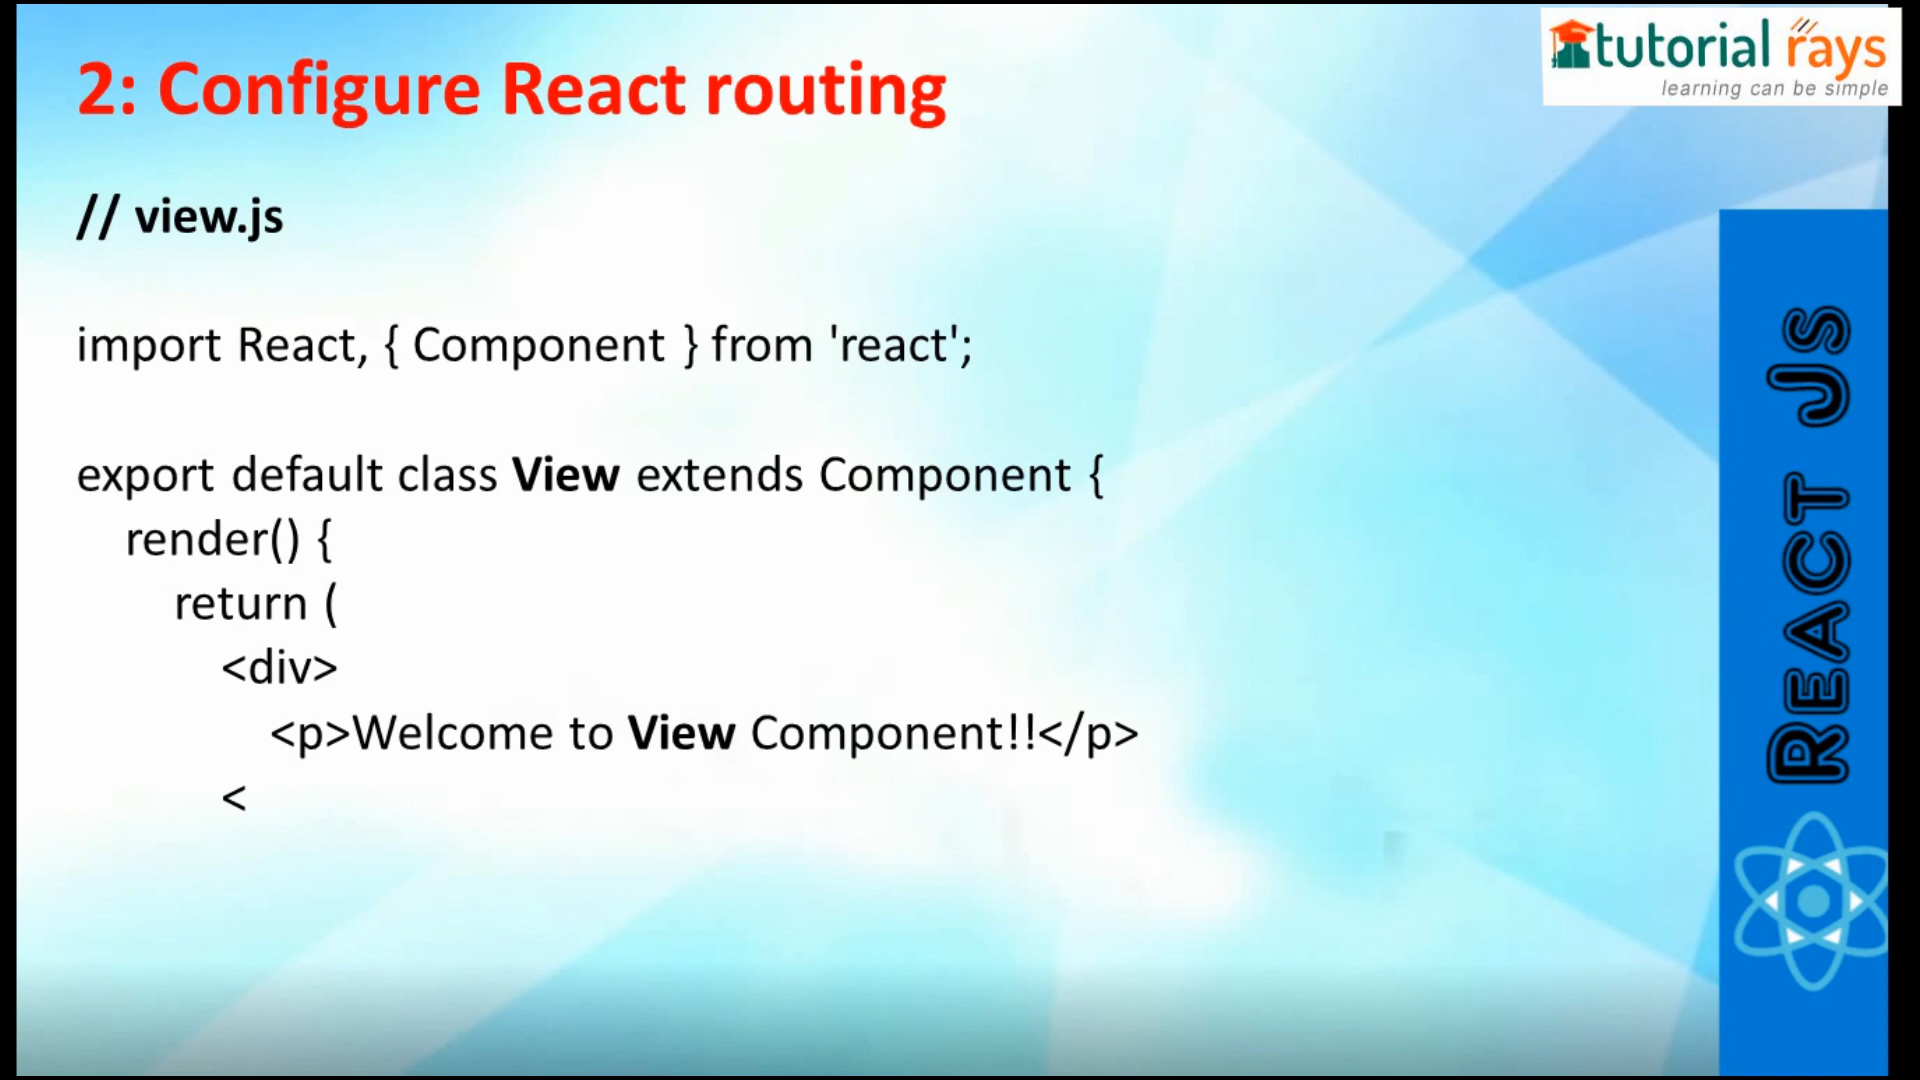 2: Configure React routing
tutorial rays
learning can be simple
// view.js
import React, { Component } from 'react';
export default class View extends Component {
render() {
return (
<div>
<p>Welcome to View Component!!</p>
<
REACT JS